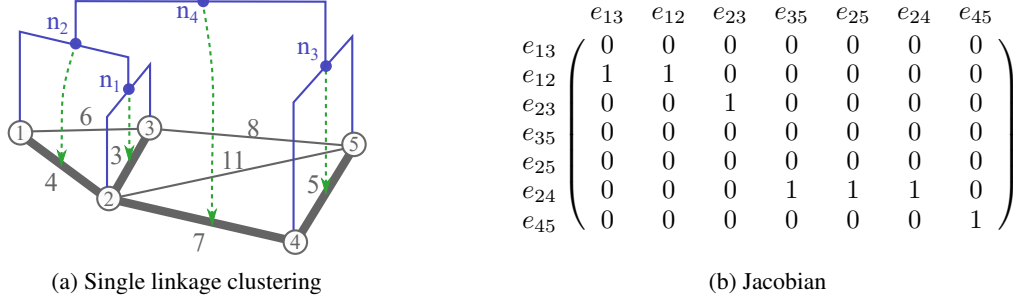 n₄
n₂
n₃
n₁
6
1
3
8
5
3
11
4
2
5
7
4
(a) Single linkage clustering
e₁₃ e₁₂ e₂₃ e₃₅ e₂₅ e₂₄ e₄₅
e₁₃ 0 0 0 0 0 0 0
e₁₂ 1 1 0 0 0 0 0
e₂₃ 0 0 1 0 0 0 0
e₃₅ 0 0 0 0 0 0 0
e₂₅ 0 0 0 0 0 0 0
e₂₄ 0 0 0 1 1 1 0
e₄₅ 0 0 0 0 0 0 1
(b) Jacobian